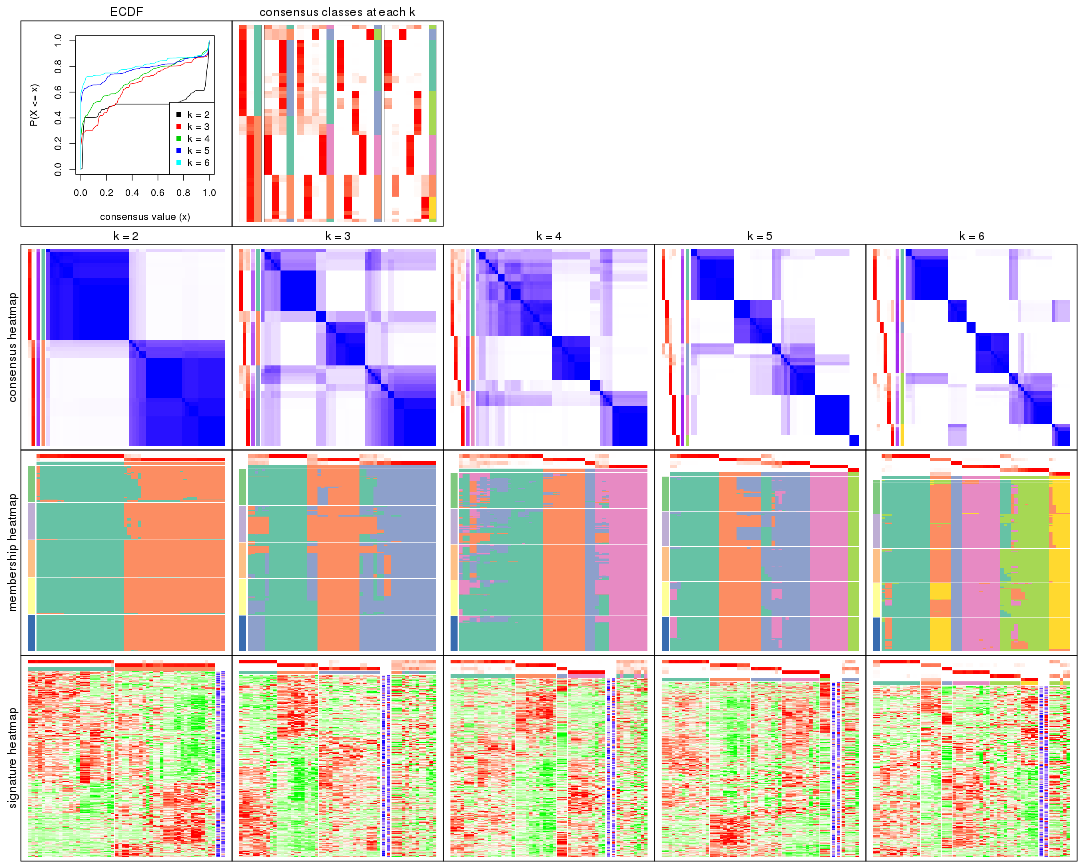 ECDF
consensus classes at each k
P(X <= x)
0.0 0.2 0.4 0.6 0.8 1.0
k = 2
k = 3
k = 4
k = 5
k = 6
0.0 0.2 0.4 0.6 0.8 1.0
consensus value (x)
k = 2
k = 3
k = 4
k = 5
k = 6
consensus heatmap
membership heatmap
signature heatmap